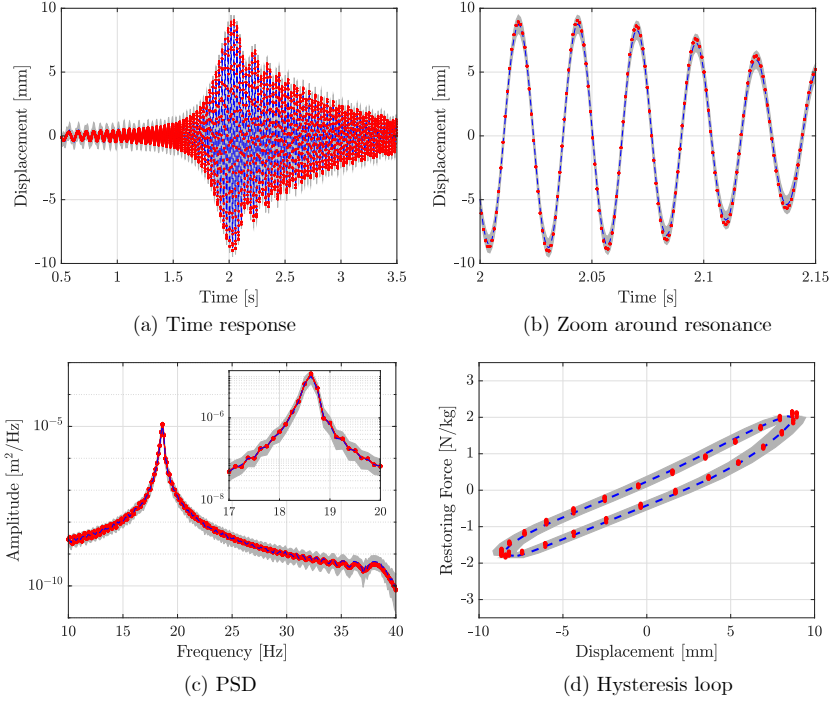 10
5
0
-5
-10
Displacement [mm]
0.5 1 1.5 2 2.5 3 3.5
Time [s]
(a) Time response
10
5
0
-5
-10
Displacement [mm]
2 2.05 2.1 2.15
Time [s]
(b) Zoom around resonance
10⁻⁵
10⁻¹⁰
Amplitude [m²/Hz]
10⁻⁶
10⁻⁸
17 18 19 20
10 15 20 25 30 35 40
Frequency [Hz]
(c) PSD
3
2
1
0
-1
-2
-3
Restoring Force [N/kg]
-10 -5 0 5 10
Displacement [mm]
(d) Hysteresis loop